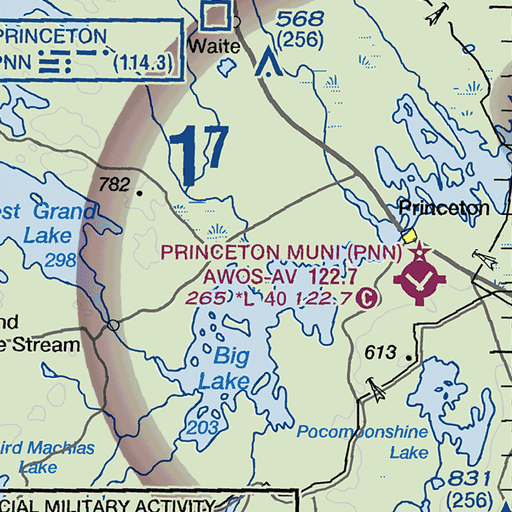 PRINCETON
PNN (114.3)
Waite
568
(256)
17
782
est Grand
Lake
298
Princeton
PRINCETON MUNI (PNN)
AWOS-AV 122.7
265 *L 40 122.7 C
nd
e Stream
613
Big
Lake
203
Pocomoonshine
Lake
ird Machias
Lake
831
(256)
CIAL MILITARY ACTIVITY